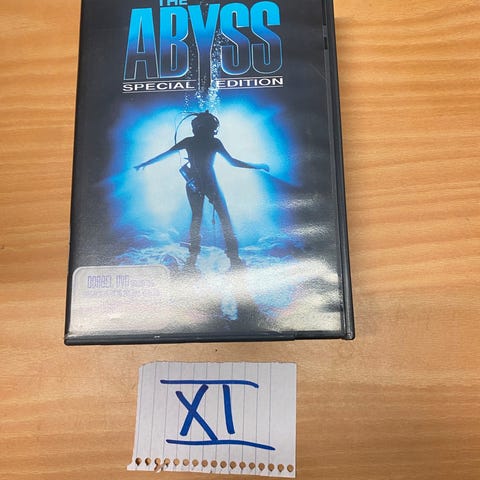 THE
ABYSS
SPECIAL EDITION
XI